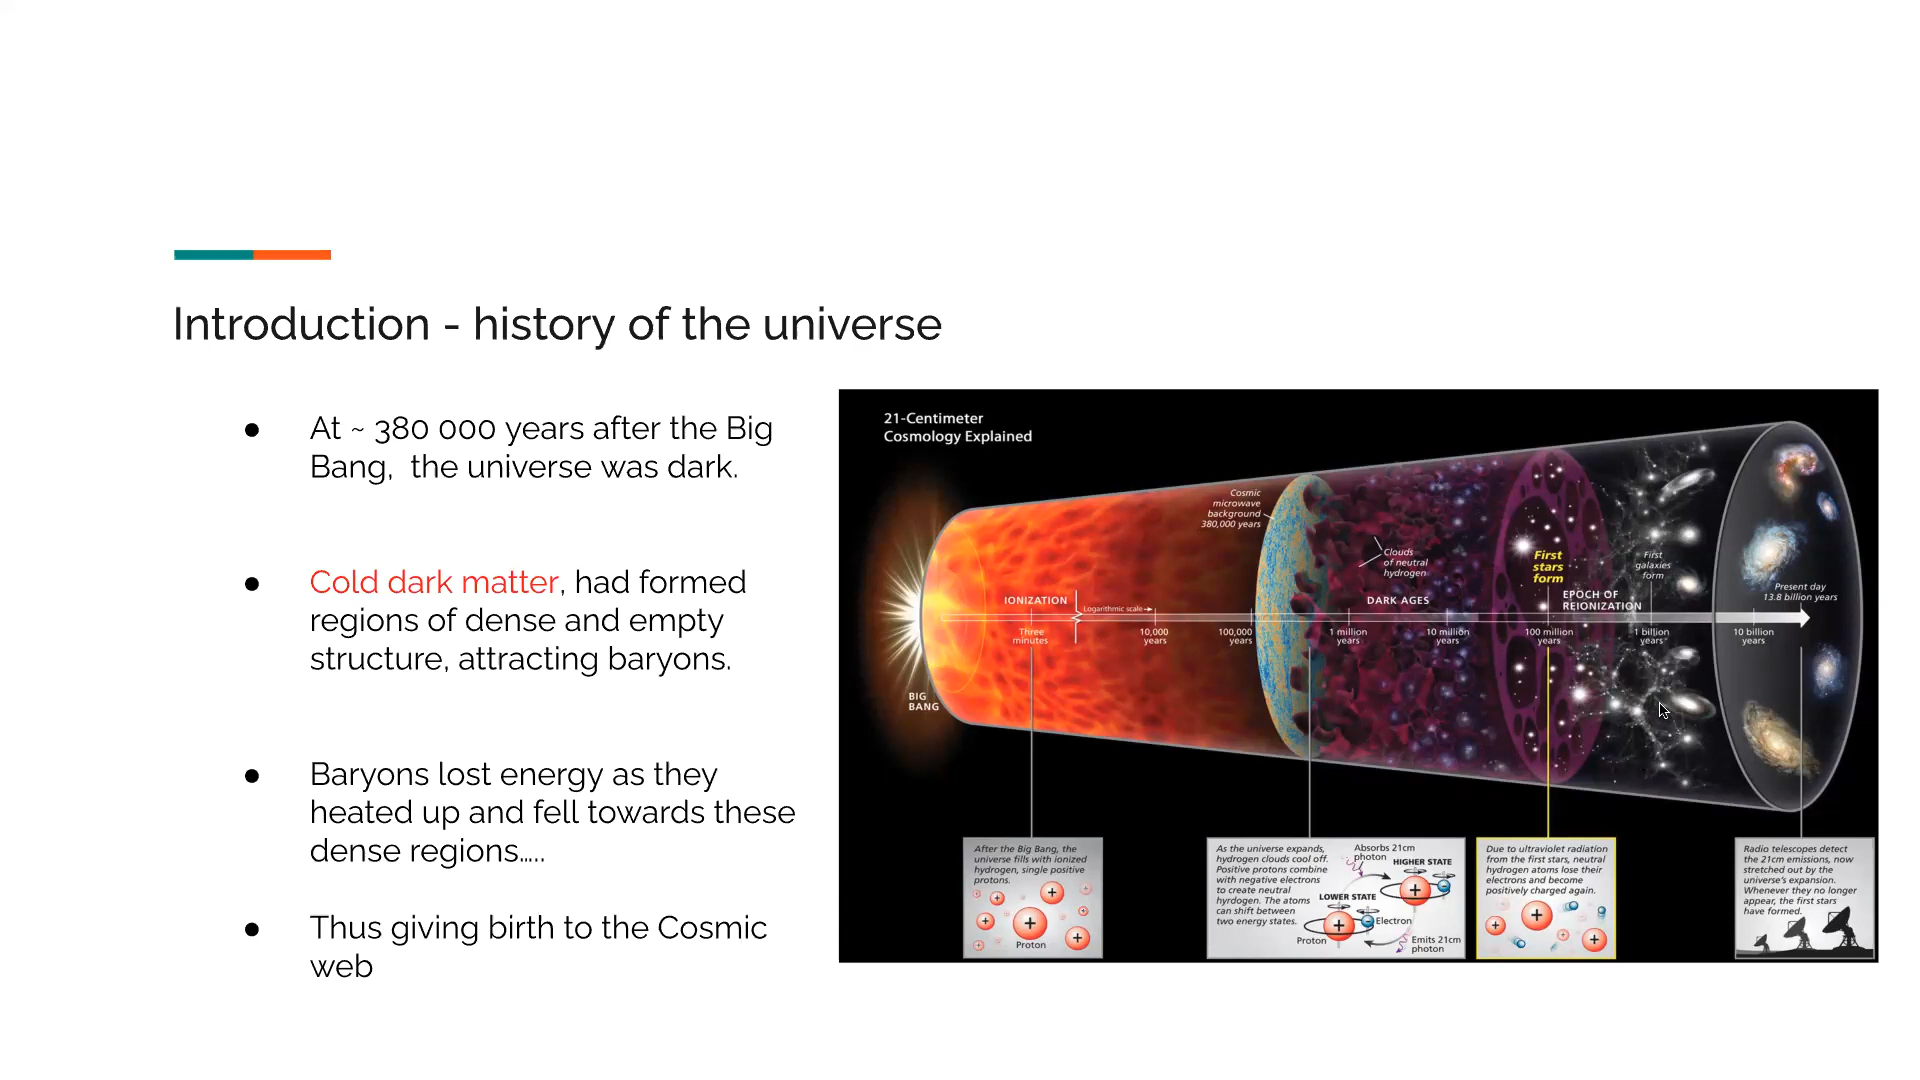 Introduction - history of the universe
● At ~ 380 000 years after the Big
Bang, the universe was dark.
● Cold dark matter, had formed
regions of dense and empty
structure, attracting baryons.
● Baryons lost energy as they
heated up and fell towards these
dense regions.....
● Thus giving birth to the Cosmic
web
21-Centimeter
Cosmology Explained
Cosmic
microwave
background
380,000 years
Clouds
of neutral
hydrogen
First
stars
form
First
galaxies
form
Present day
13.8 billion years
IONIZATION
Logarithmic scale
DARK AGES
EPOCH OF
REIONIZATION
Three
minutes
10,000
years
100,000
years
1 million
years
10 million
years
100 million
years
1 billion
years
10 billion
years
BIG
BANG
After the Big Bang, the
universe fills with ionized
hydrogen, single positive
protons.
Proton
As the universe expands,
hydrogen clouds cool off.
Positive protons combine
with negative electrons
to create neutral
hyrdogen. The atoms
can shift between
two energy states.
Absorbs 21cm
photon
HIGHER STATE
LOWER STATE
Electron
Proton
Emits 21cm
photon
Due to ultraviolet radiation
from the first stars, neutral
hydrogen atoms lose their
electrons and become
positively charged again.
Radio telescopes detect
the 21cm emissions, now
stretched out by the
universe's expansion.
Whenever they no longer
appear, the first stars
have formed.